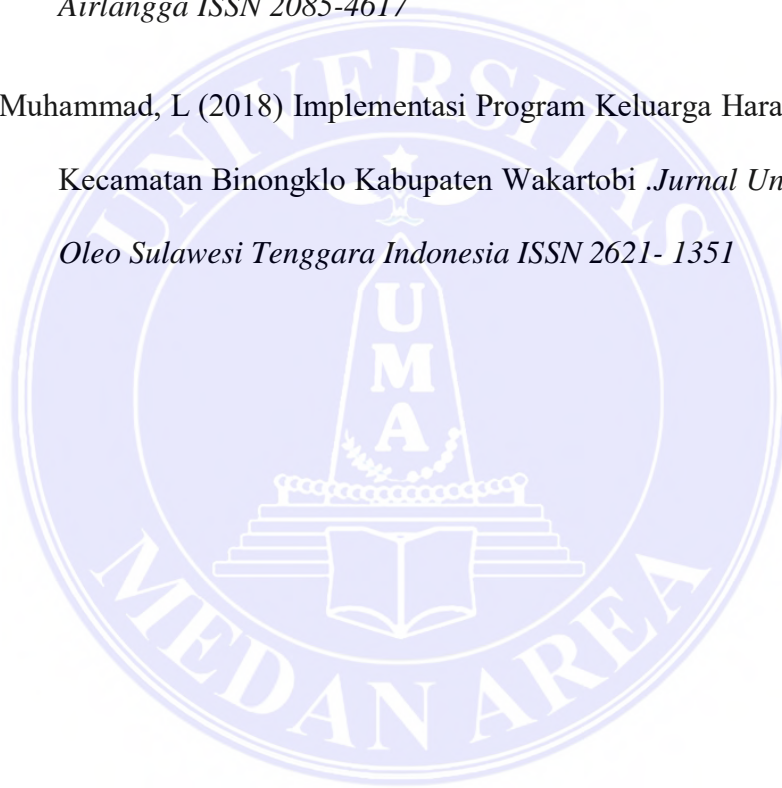 Airlangga ISSN 2085-4617
Muhammad, L (2018) Implementasi Program Keluarga Hara
Kecamatan Binongklo Kabupaten Wakartobi .Jurnal Un
Oleo Sulawesi Tenggara Indonesia ISSN 2621- 1351
UNIVERSITAS
UMA
MEDAN AREA